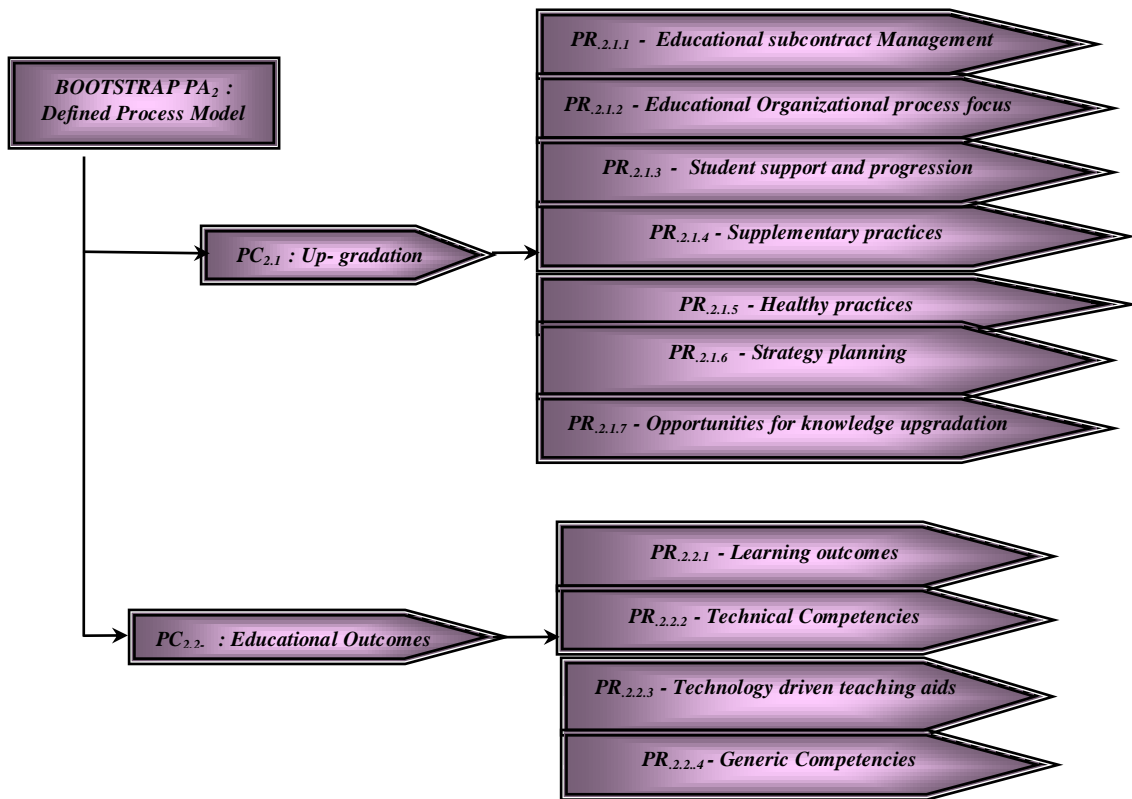 BOOTSTRAP PA2 :
Defined Process Model
PC2.1 : Up- gradation
PR.2.1.1 - Educational subcontract Management
PR.2.1.2 - Educational Organizational process focus
PR.2.1.3 - Student support and progression
PR.2.1.4 - Supplementary practices
PR.2.1.5 - Healthy practices
PR.2.1.6 - Strategy planning
PR.2.1.7 - Opportunities for knowledge upgradation
PC2.2- : Educational Outcomes
PR.2.2.1 - Learning outcomes
PR.2.2.2 - Technical Competencies
PR.2.2.3 - Technology driven teaching aids
PR.2.2..4 - Generic Competencies